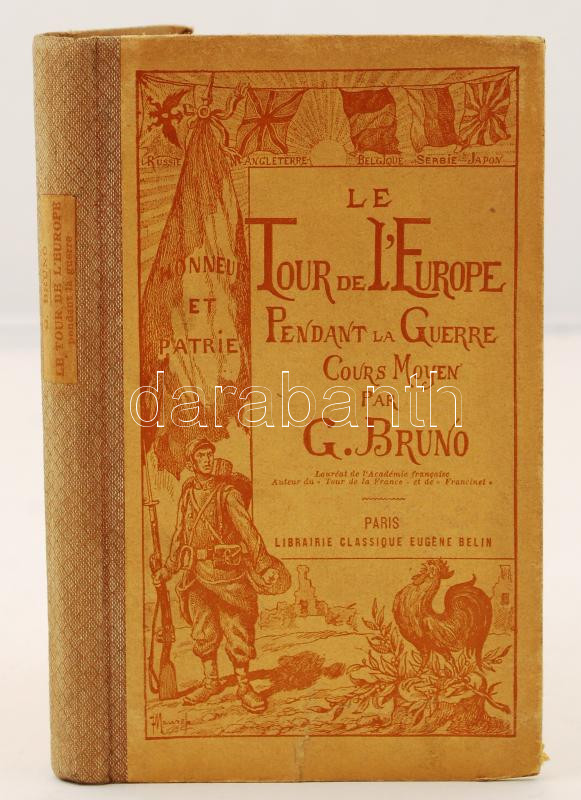 RUSSIE ANGLETERRE BELGIQUE SERBIE JAPON
HONNEUR
ET
PATRIE
LE
TOUR DE L'EUROPE
PENDANT LA GUERRE
COURS MOYEN
PAR
G. BRUNO
Lauréat de l'Académie française
Auteur du « Tour de la France » et de « Francinet »
PARIS
LIBRAIRIE CLASSIQUE EUGÈNE BELIN
G. BRUNO
LE TOUR DE L'EUROPE
pendant la guerre
darabanth